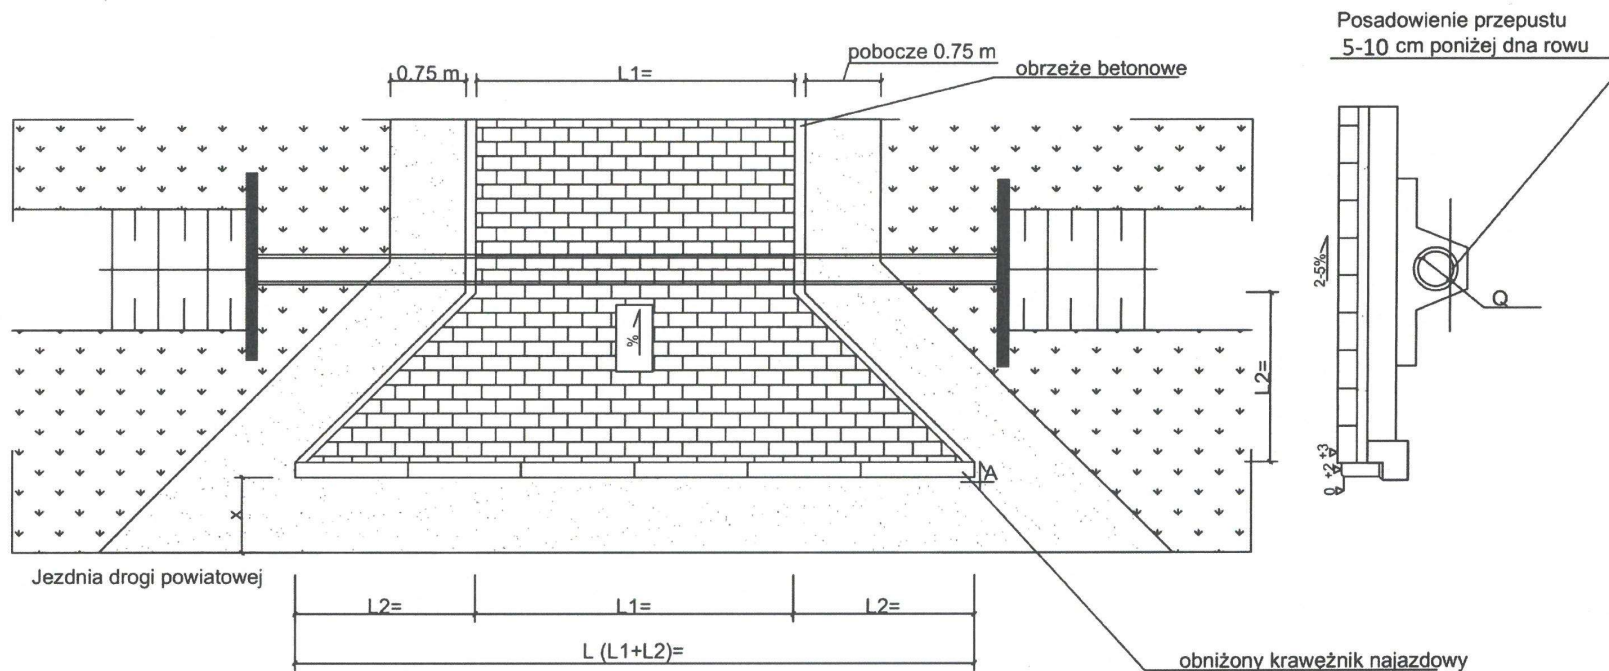 Posadowienie przepustu
5-10 cm poniżej dna rowu
0.75 m
L1=
pobocze 0.75 m
obrzeże betonowe
2-5%
Q
%
L2=
A
x
0 +2 +3
Jezdnia drogi powiatowej
L2=
L1=
L2=
L (L1+L2)=
obniżony krawężnik najazdowy